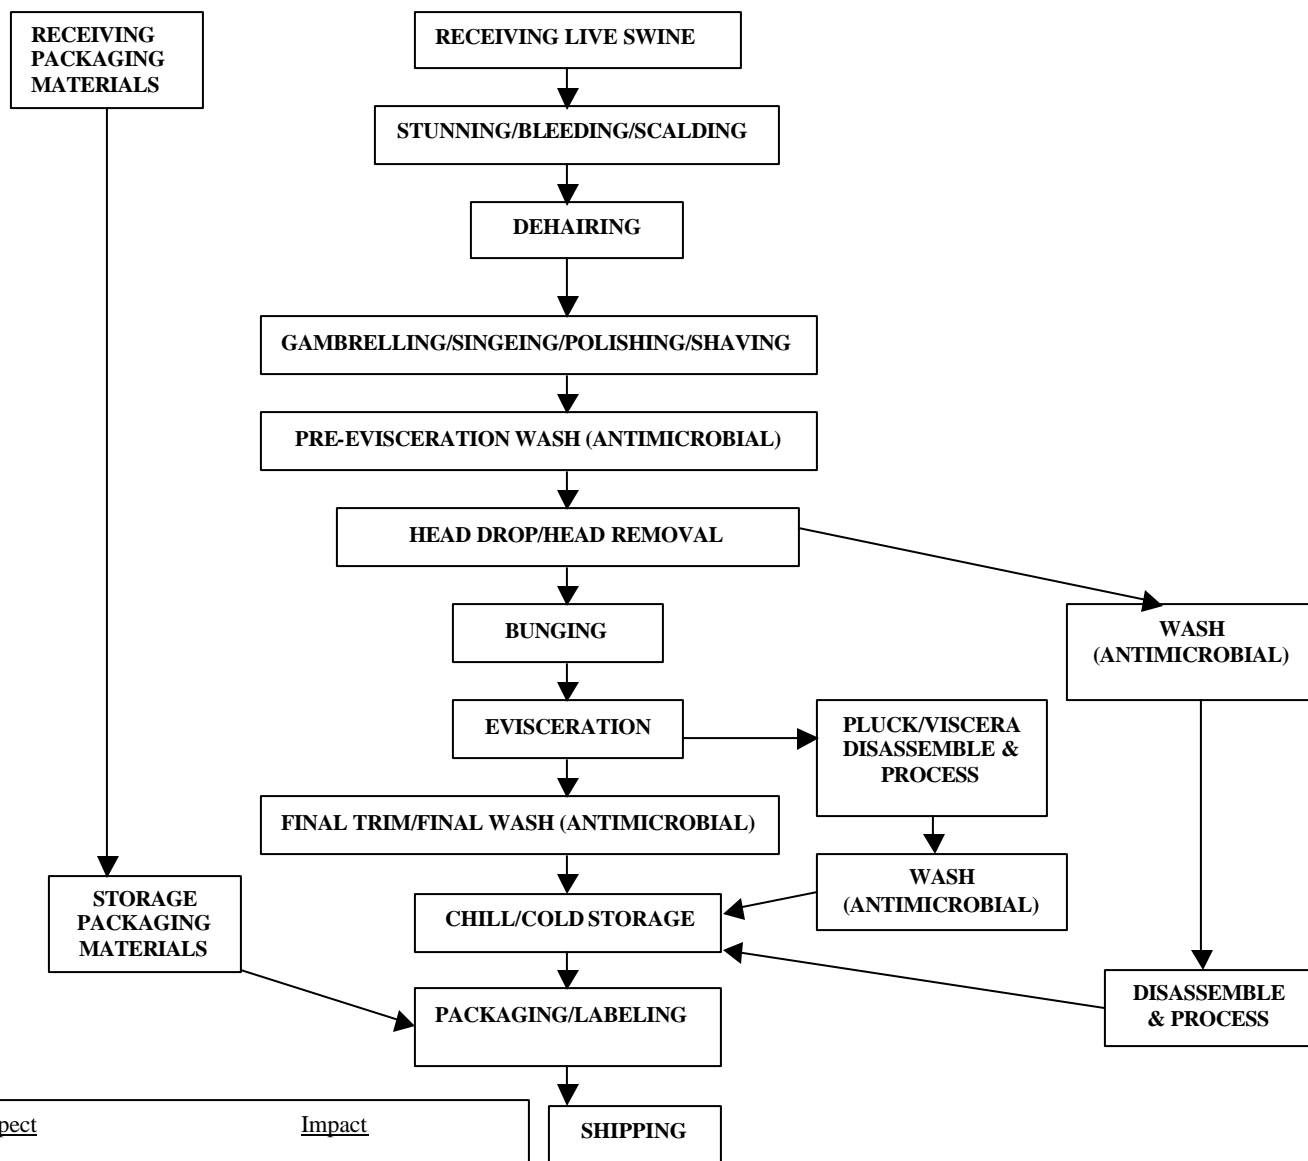 RECEIVING
PACKAGING
MATERIALS
RECEIVING LIVE SWINE
STUNNING/BLEEDING/SCALDING
DEHAIRING
GAMBRELLING/SINGEING/POLISHING/SHAVING
PRE-EVISCERATION WASH (ANTIMICROBIAL)
HEAD DROP/HEAD REMOVAL
BUNGING
WASH
(ANTIMICROBIAL)
EVISCERATION
PLUCK/VISCERA
DISASSEMBLE &
PROCESS
FINAL TRIM/FINAL WASH (ANTIMICROBIAL)
WASH
(ANTIMICROBIAL)
STORAGE
PACKAGING
MATERIALS
CHILL/COLD STORAGE
DISASSEMBLE
& PROCESS
PACKAGING/LABELING
pect Impact
SHIPPING